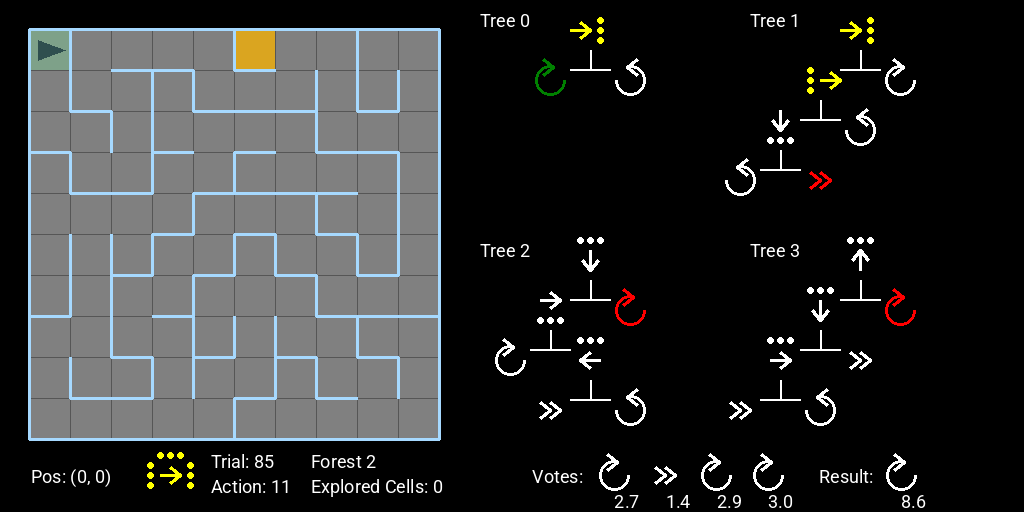 Tree 0
Tree 1
Tree 2
Tree 3
Pos: (0, 0)
Trial: 85
Forest 2
Action: 11
Explored Cells: 0
Votes:
2.7
1.4
2.9
3.0
Result:
8.6